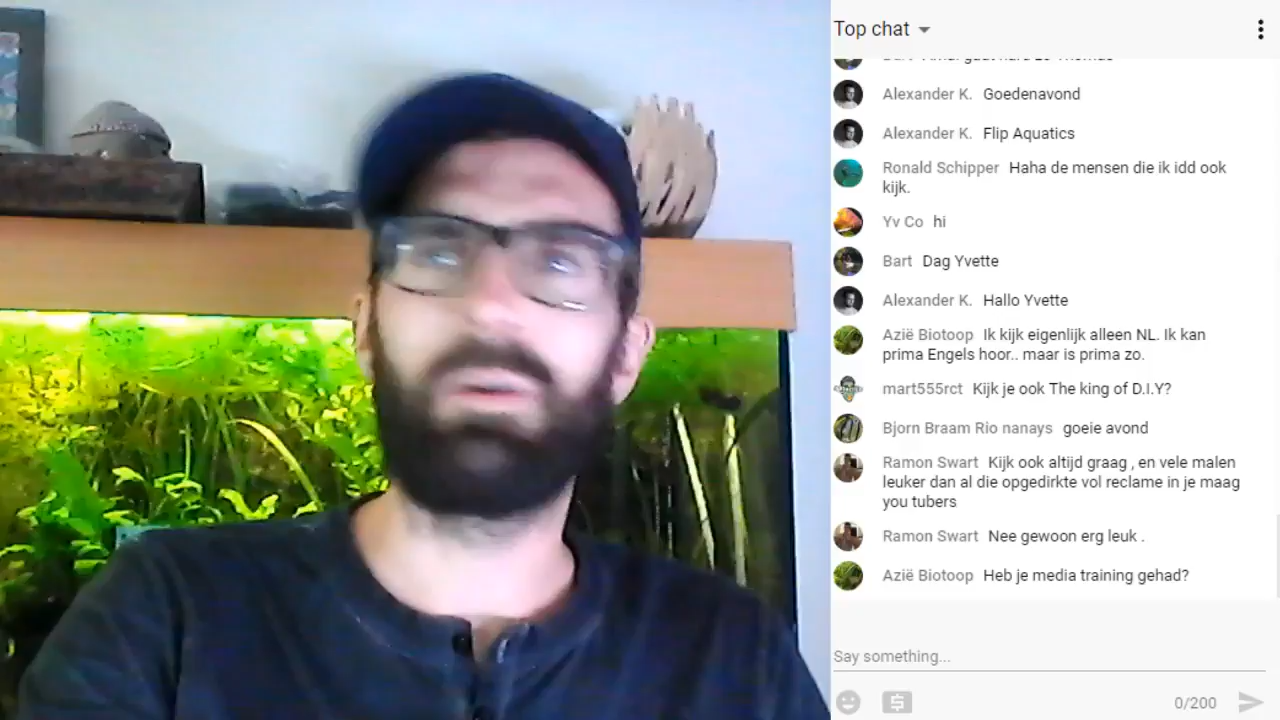 Top chat
Alexander K. Goedenavond
Alexander K. Flip Aquatics
Ronald Schipper Haha de mensen die ik idd ook
kijk.
Yv Co hi
Bart Dag Yvette
Alexander K. Hallo Yvette
Azië Biotoop Ik kijk eigenlijk alleen NL. Ik kan
prima Engels hoor.. maar is prima zo.
mart555rct Kijk je ook The king of D.I.Y?
Bjorn Braam Rio nanays goeie avond
Ramon Swart Kijk ook altijd graag , en vele malen
leuker dan al die opgedirkte vol reclame in je maag
you tubers
Ramon Swart Nee gewoon erg leuk .
Azië Biotoop Heb je media training gehad?
Say something...
0/200